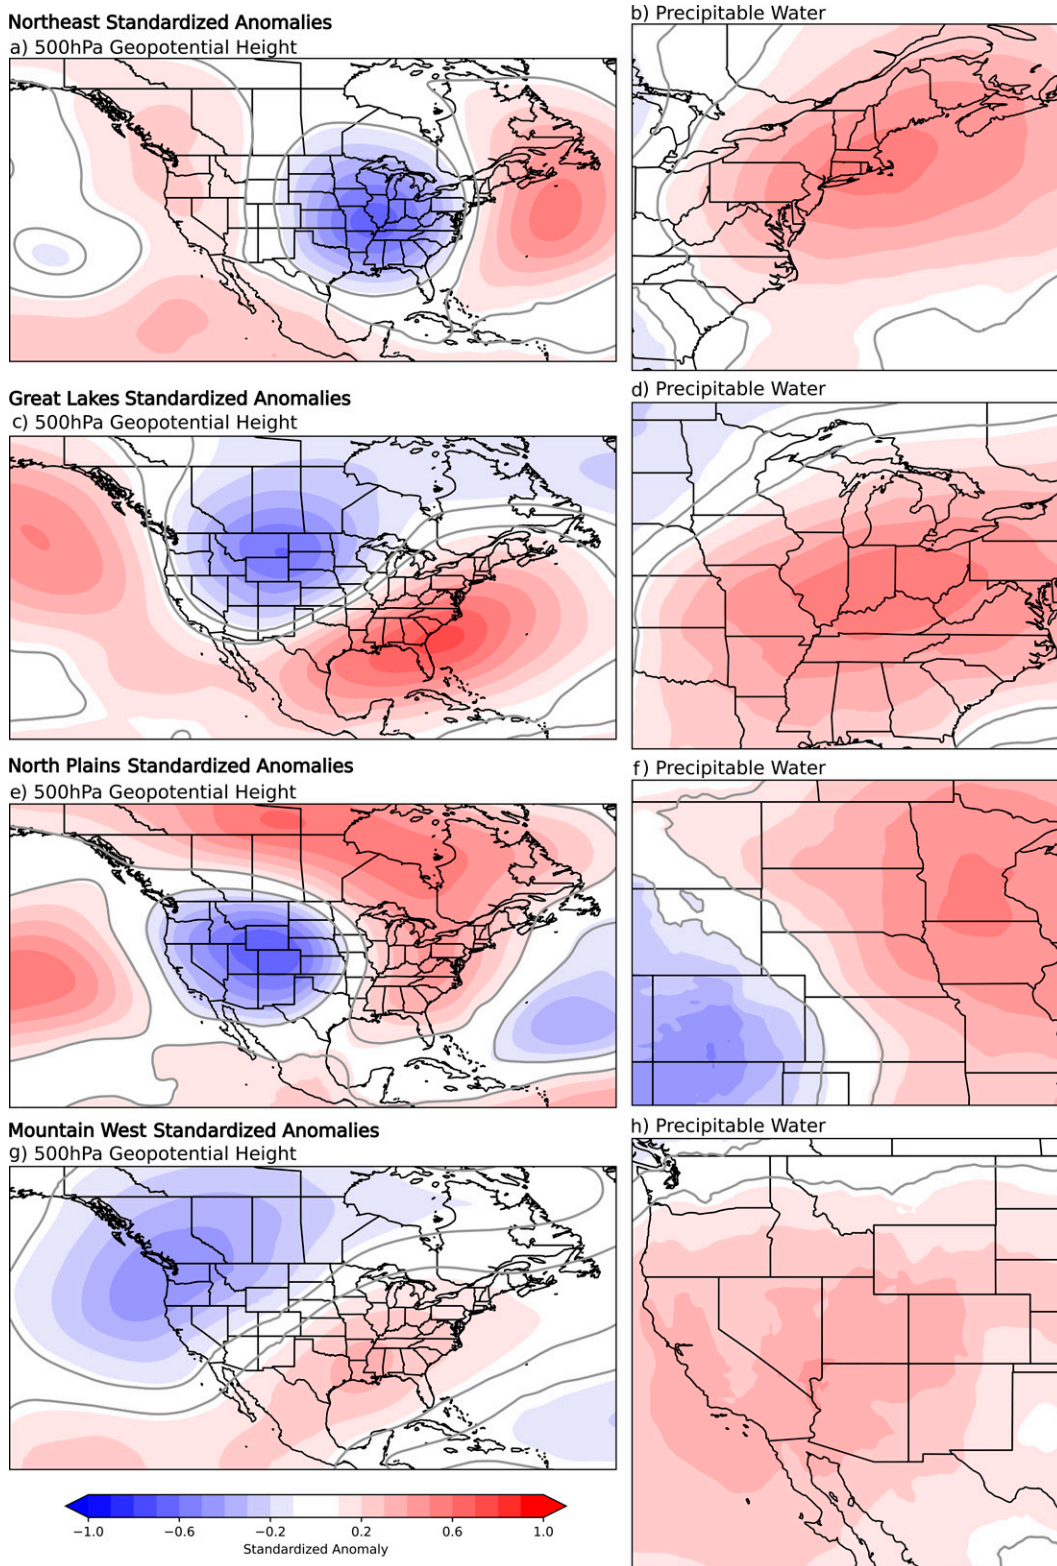 Northeast Standardized Anomalies
a) 500hPa Geopotential Height
b) Precipitable Water
Great Lakes Standardized Anomalies
c) 500hPa Geopotential Height
d) Precipitable Water
North Plains Standardized Anomalies
e) 500hPa Geopotential Height
f) Precipitable Water
Mountain West Standardized Anomalies
g) 500hPa Geopotential Height
h) Precipitable Water
−1.0 −0.6 −0.2 0.2 0.6 1.0
Standardized Anomaly